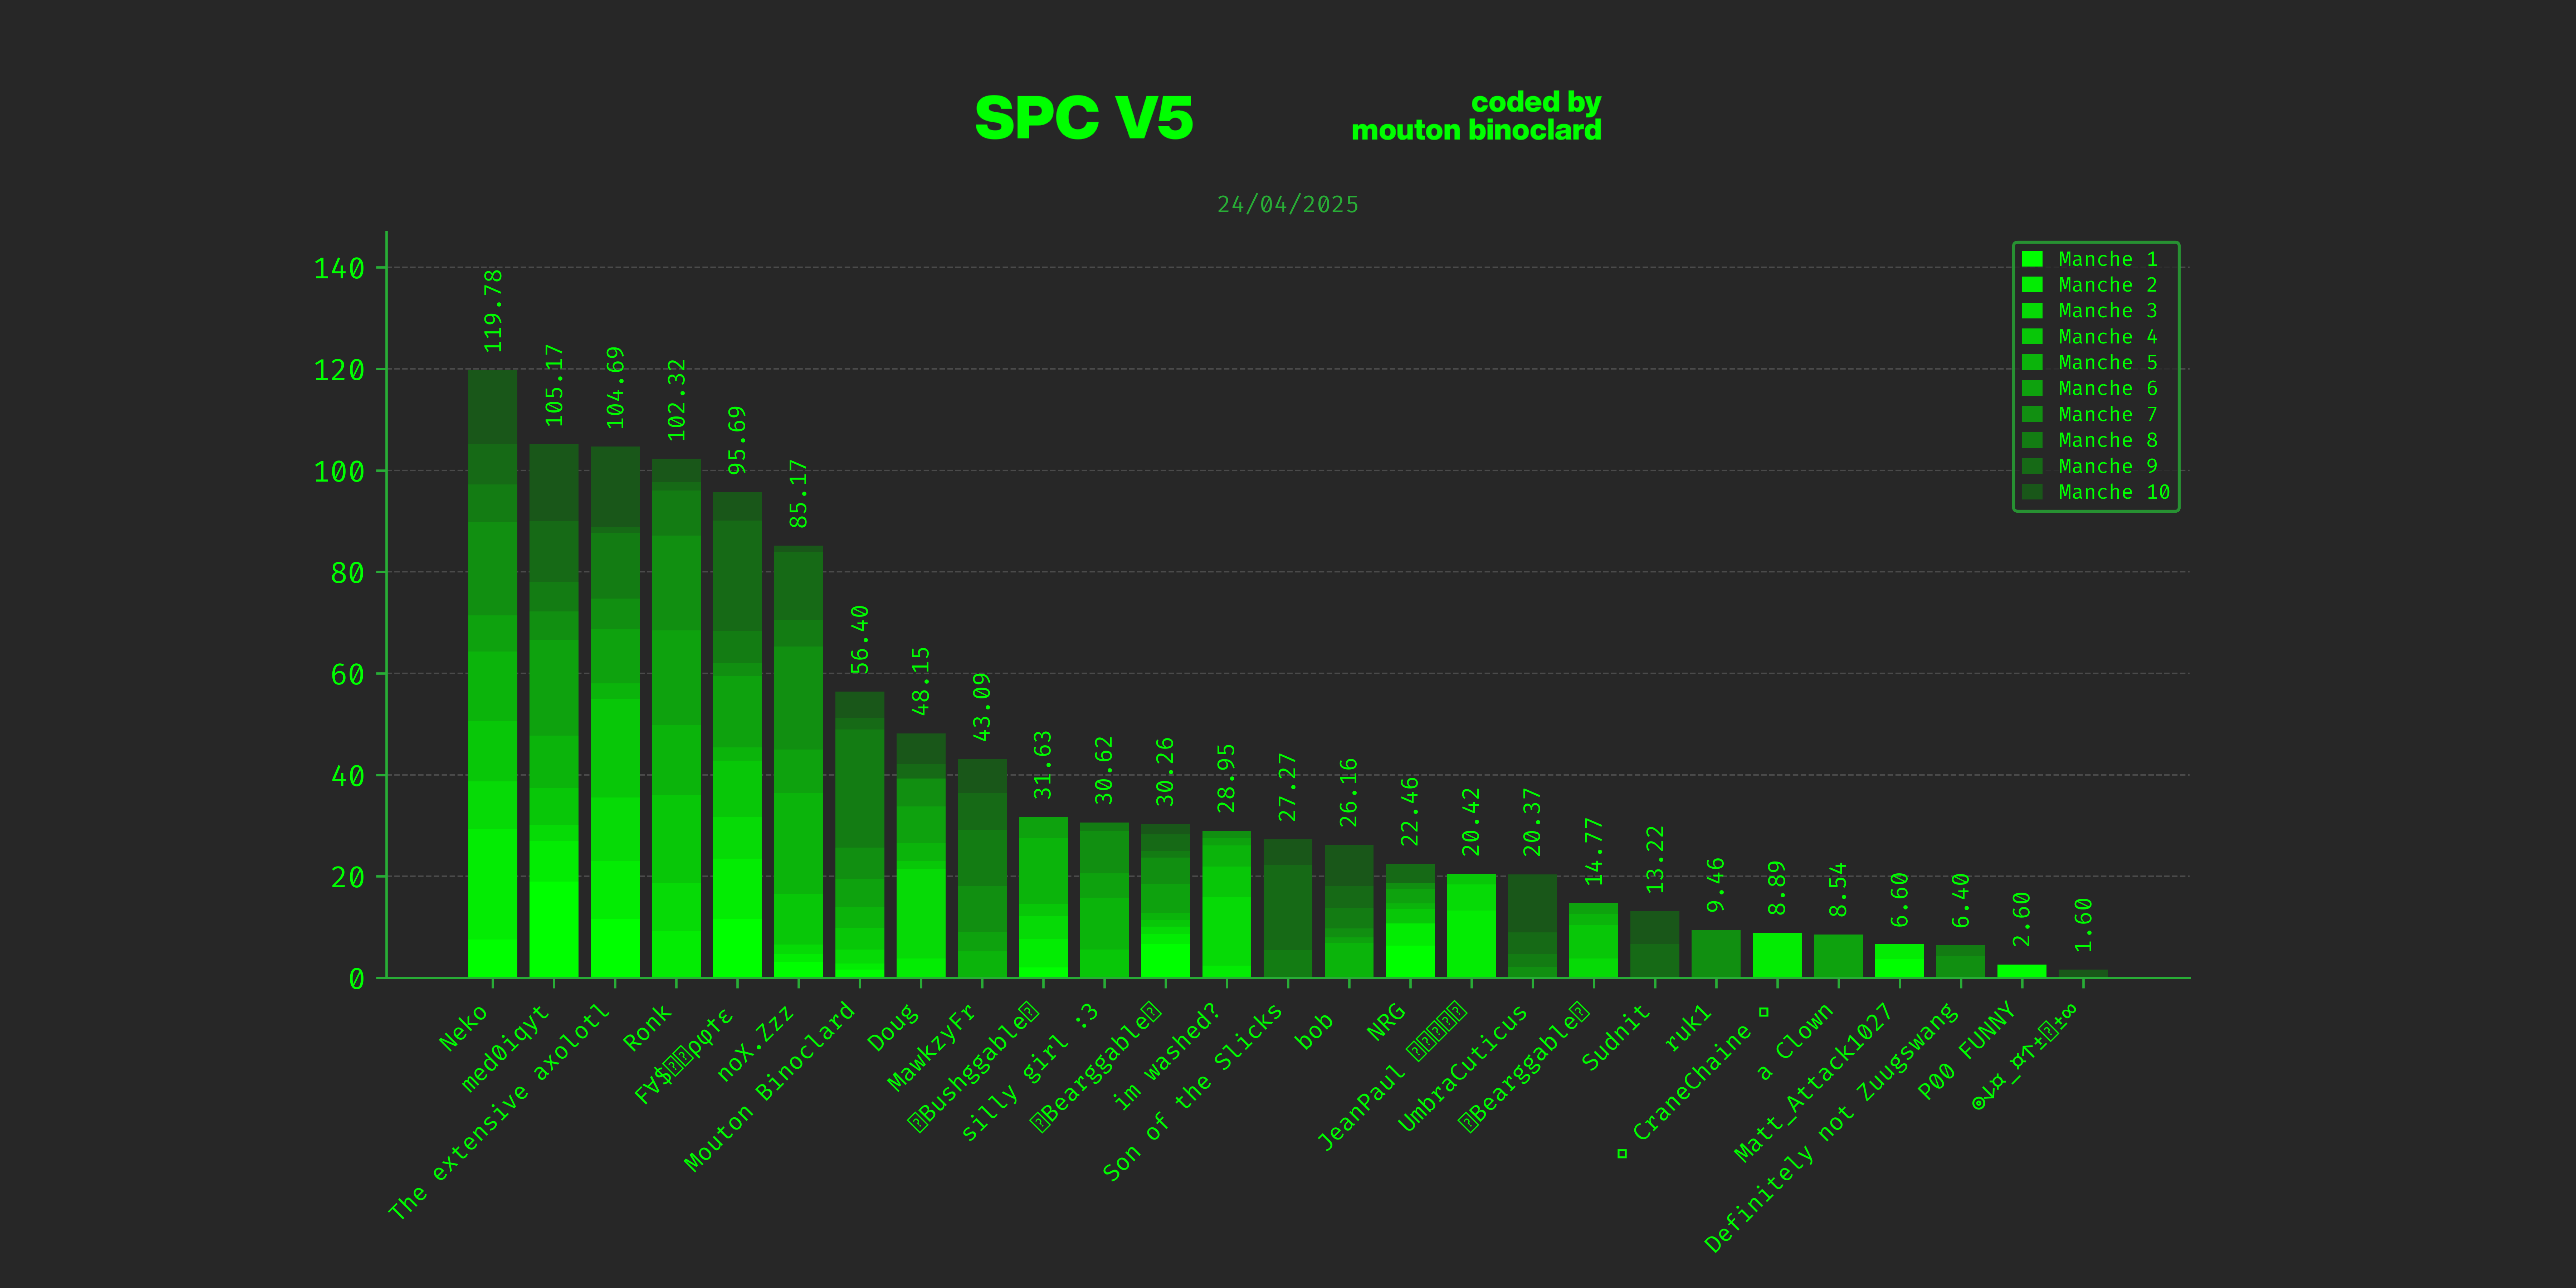 SPC V5
coded by
mouton binoclard
24/04/2025
140
120
100
80
60
40
20
0
119.78
105.17
104.69
102.32
95.69
85.17
56.40
48.15
43.09
31.63
30.62
30.26
28.95
27.27
26.16
22.46
20.42
20.37
14.77
13.22
9.46
8.89
8.54
6.60
6.40
2.60
1.60
Manche 1
Manche 2
Manche 3
Manche 4
Manche 5
Manche 6
Manche 7
Manche 8
Manche 9
Manche 10
Neko
med0iqyt
The extensive axolotl
Ronk
noX.Zzz
Mouton Binoclard
Doug
MawkzyFr
Bushggable
silly girl :3
Bearggable
im washed?
Son of the Slicks
bob
NRG
JeanPaul
UmbraCuticus
Bearggable
Sudnit
ruk1
CraneChaine
a Clown
Matt_Attack1027
Definitely not Zuugswang
P00 FUNNY